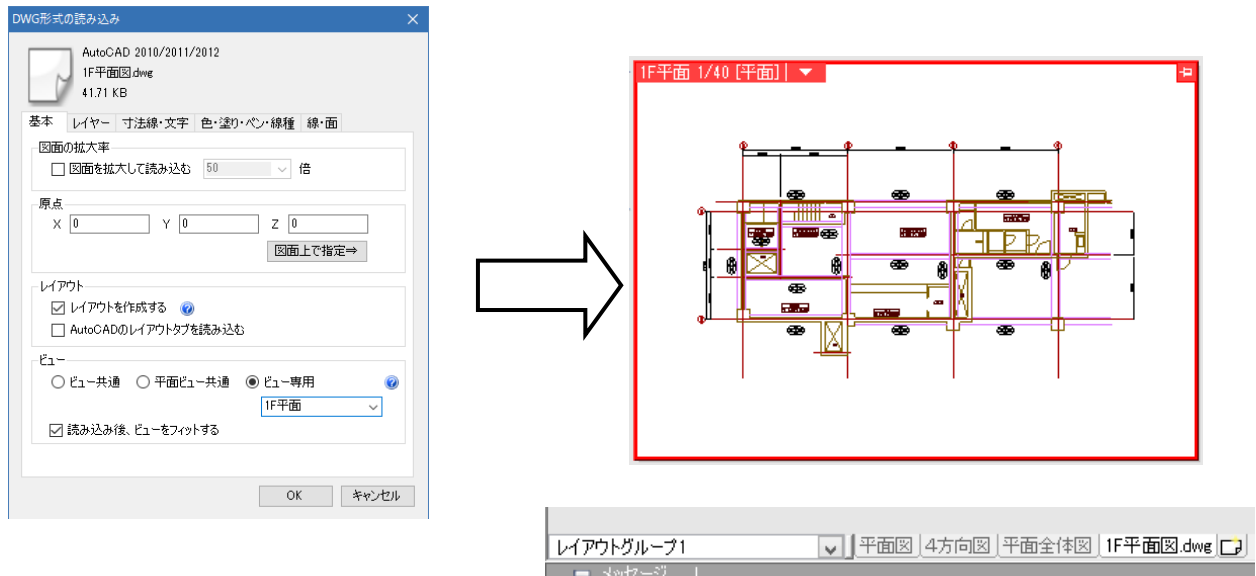 DWG形式の読み込み
AutoCAD 2010/2011/2012
1F平面図.dwg
41.71 KB
基本 レイヤー 寸法線・文字 色・塗り・ペン・線種 線・面
図面の拡大率
図面を拡大して読み込む 50 倍
原点
X 0 Y 0 Z 0
図面上で指定⇒
レイアウト
レイアウトを作成する
AutoCADのレイアウトタブを読み込む
ビュー
ビュー共通 平面ビュー共通 ビュー専用
1F平面
読み込み後、ビューをフィットする
OK キャンセル
1F平面 1/40 [平面]
レイアウトグループ1 平面図 4方向図 平面全体図 1F平面図.dwg
メッセージ